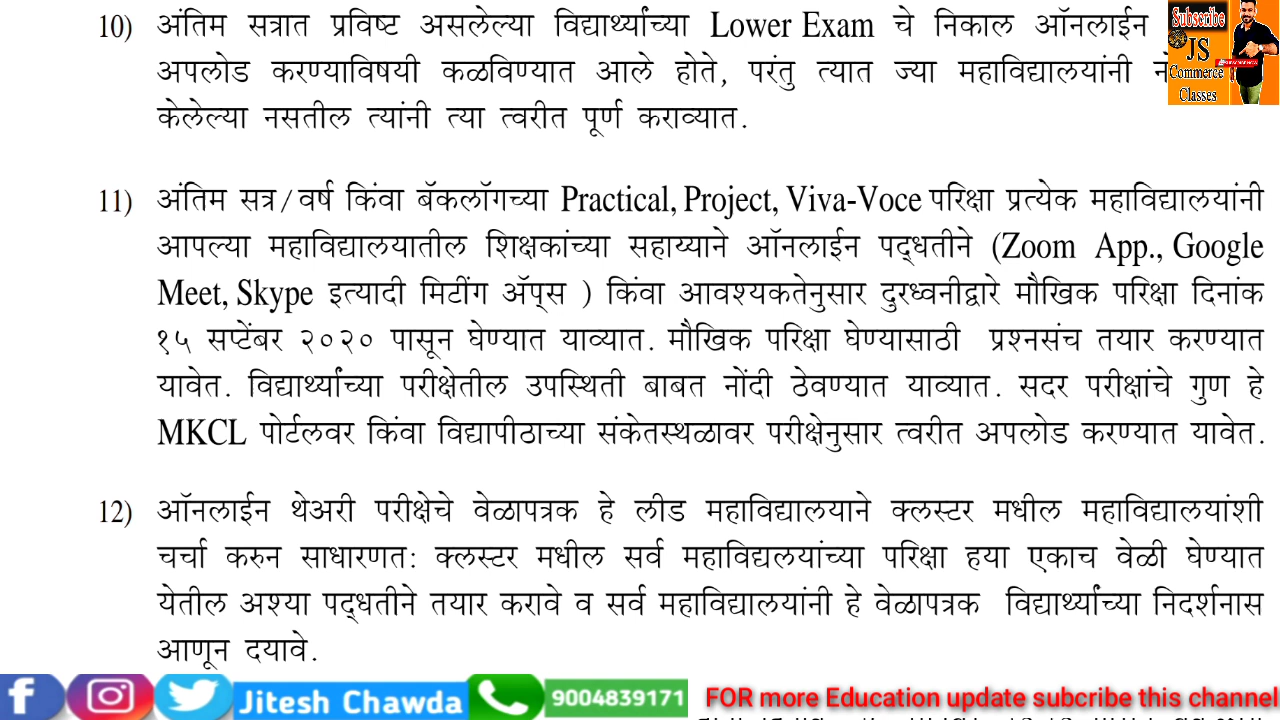 10) अंतिम सत्रात प्रविष्ट असलेल्या विद्यार्थ्यांच्या Lower Exam चे निकाल ऑनलाईन
अपलोड करण्याविषयी कळविण्यात आले होते, परंतु त्यात ज्या महाविद्यालयांनी
केलेल्या नसतील त्यांनी त्या त्वरीत पूर्ण कराव्यात.
Subscribe
JS
Commerce
Classes
11) अंतिम सत्र/वर्ष किंवा बॅकलॉगच्या Practical, Project, Viva-Voce परिक्षा प्रत्येक महाविद्यालयांनी
आपल्या महाविद्यालयातील शिक्षकांच्या सहाय्याने ऑनलाईन पद्धतीने (Zoom App., Google
Meet, Skype इत्यादी मिटींग ॲप्स ) किंवा आवश्यकतेनुसार दुरध्वनीद्वारे मौखिक परिक्षा दिनांक
१५ सप्टेंबर २०२० पासून घेण्यात याव्यात. मौखिक परिक्षा घेण्यासाठी प्रश्नसंच तयार करण्यात
यावेत. विद्यार्थ्यांच्या परीक्षेतील उपस्थिती बाबत नोंदी ठेवण्यात याव्यात. सदर परीक्षांचे गुण हे
MKCL पोर्टलवर किंवा विद्यापीठाच्या संकेतस्थळावर परीक्षेनुसार त्वरीत अपलोड करण्यात यावेत.
12) ऑनलाईन थेअरी परीक्षेचे वेळापत्रक हे लीड महाविद्यालयाने क्लस्टर मधील महाविद्यालयांशी
चर्चा करुन साधारणत: क्लस्टर मधील सर्व महाविद्यलयांच्या परिक्षा हया एकाच वेळी घेण्यात
येतील अश्या पद्धतीने तयार करावे व सर्व महाविद्यालयांनी हे वेळापत्रक विद्यार्थ्यांच्या निदर्शनास
आणून दयावे.
Jitesh Chawda 9004839171 FOR more Education update subcribe this channel